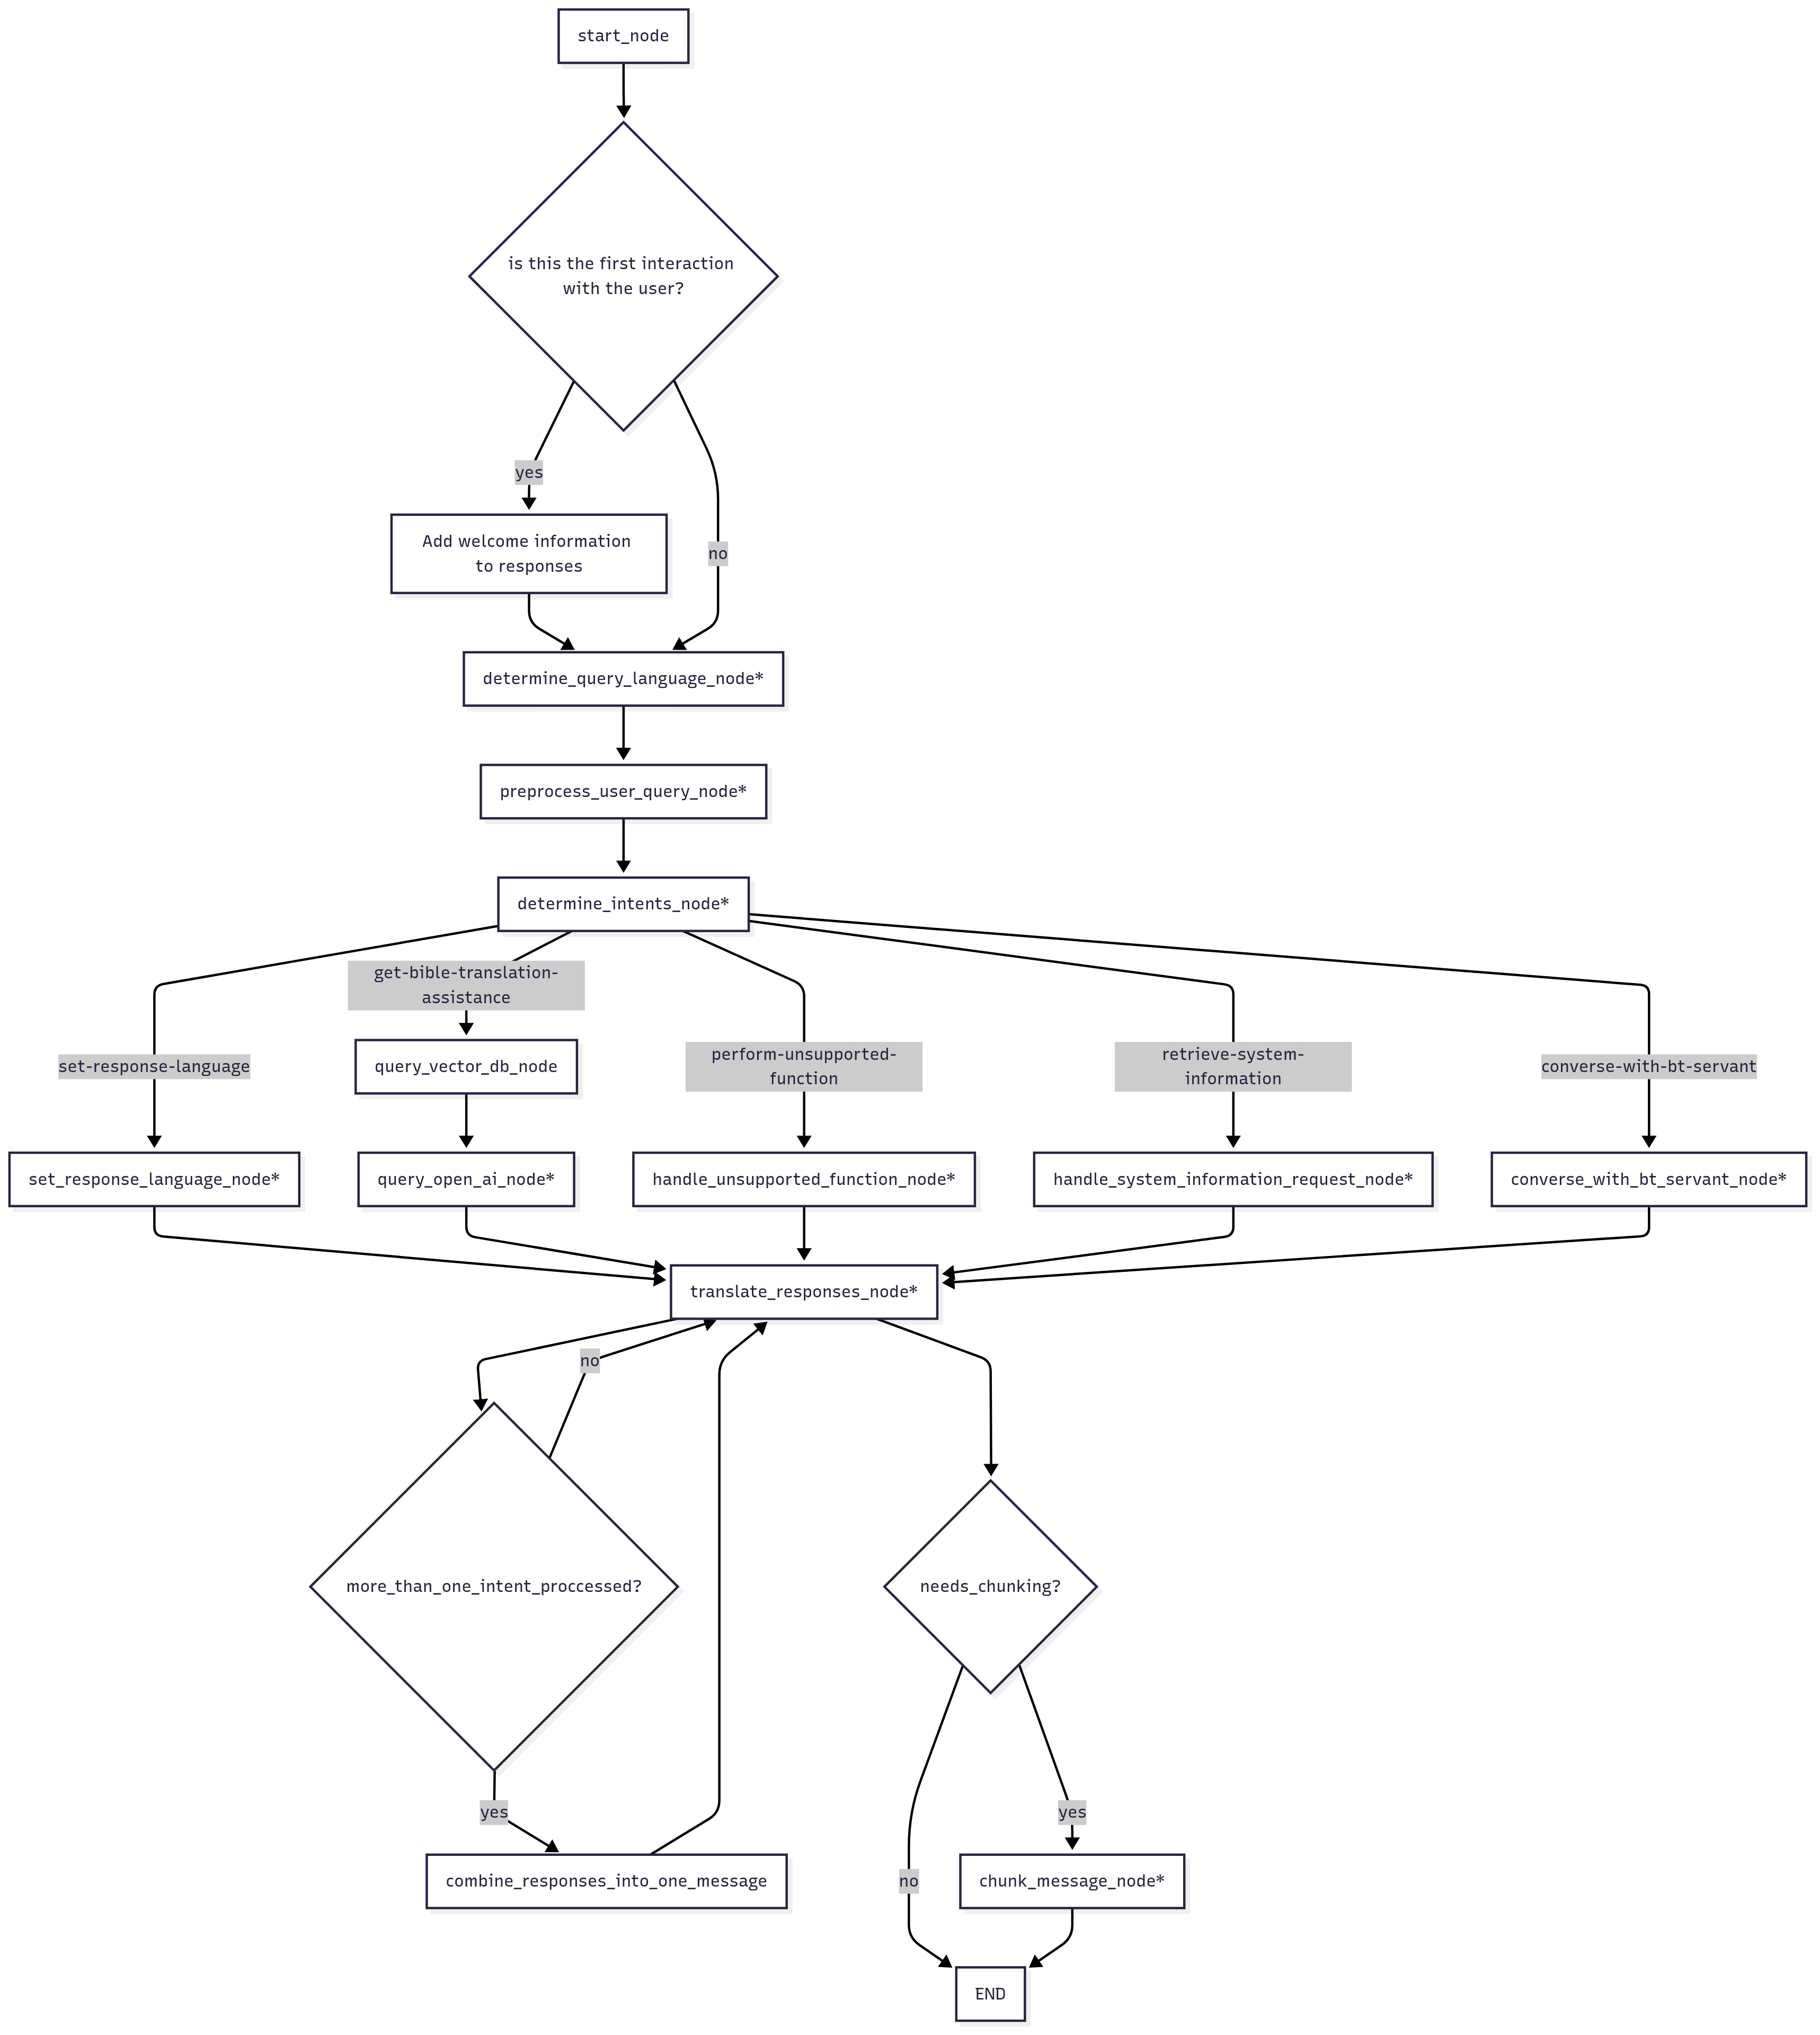 start_node
is this the first interaction
with the user?
yes
Add welcome information
to responses
no
determine_query_language_node*
preprocess_user_query_node*
determine_intents_node*
get-bible-translation-
assistance
set-response-language
query_vector_db_node
perform-unsupported-
function
retrieve-system-
information
converse-with-bt-servant
set_response_language_node*
query_open_ai_node*
handle_unsupported_function_node*
handle_system_information_request_node*
converse_with_bt_servant_node*
translate_responses_node*
no
more_than_one_intent_proccessed?
needs_chunking?
yes
yes
combine_responses_into_one_message
no
chunk_message_node*
END